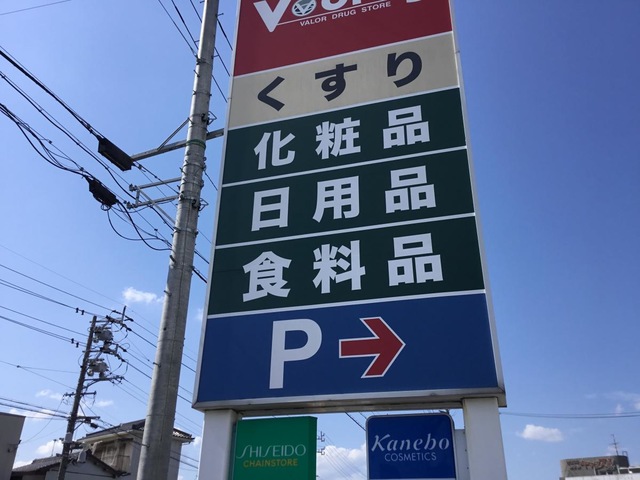 VALOR DRUG STORE
くすり
化粧品
日用品
食料品
P→
SHISEIDO
CHAINSTORE
Kanebo
COSMETICS